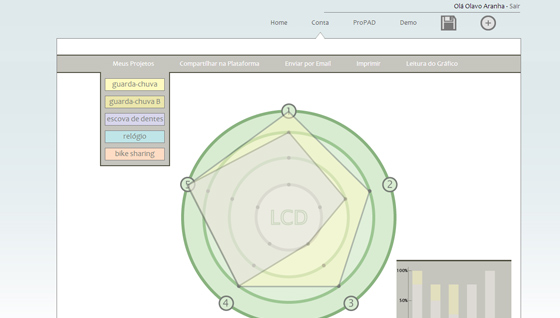 Olá Olavo Aranha - Sair
Home Conta ProPAD Demo
Meus Projetos Compartilhar na Plataforma Enviar por Email Imprimir Leitura do Gráfico
guarda-chuva
guarda-chuva B
escova de dentes
relógio
bike sharing
1
5 2
LCD
4 3
100%
50%